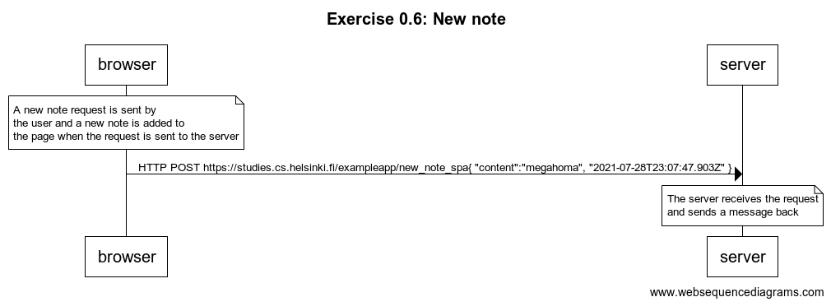 Exercise 0.6: New note
browser
server
A new note request is sent by
the user and a new note is added to
the page when the request is sent to the server
HTTP POST https://studies.cs.helsinki.fi/exampleapp/new_note_spa{ "content":"megahoma", "2021-07-28T23:07:47.903Z" }
The server receives the request
and sends a message back
browser
server
www.websequencediagrams.com